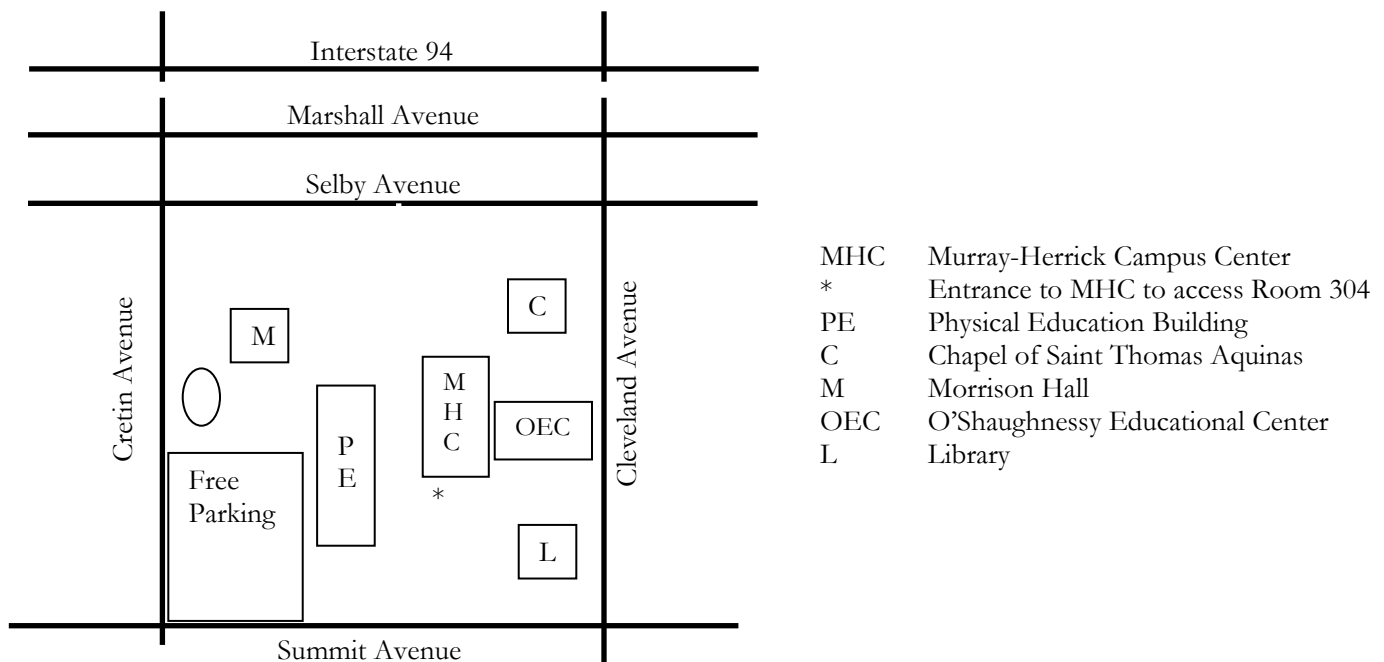 Interstate 94
Marshall Avenue
Selby Avenue
Cretin Avenue
Cleveland Avenue
C
M
M
H
C
OEC
P
E
Free
Parking
*
L
Summit Avenue
MHC Murray-Herrick Campus Center
* Entrance to MHC to access Room 304
PE Physical Education Building
C Chapel of Saint Thomas Aquinas
M Morrison Hall
OEC O’Shaughnessy Educational Center
L Library